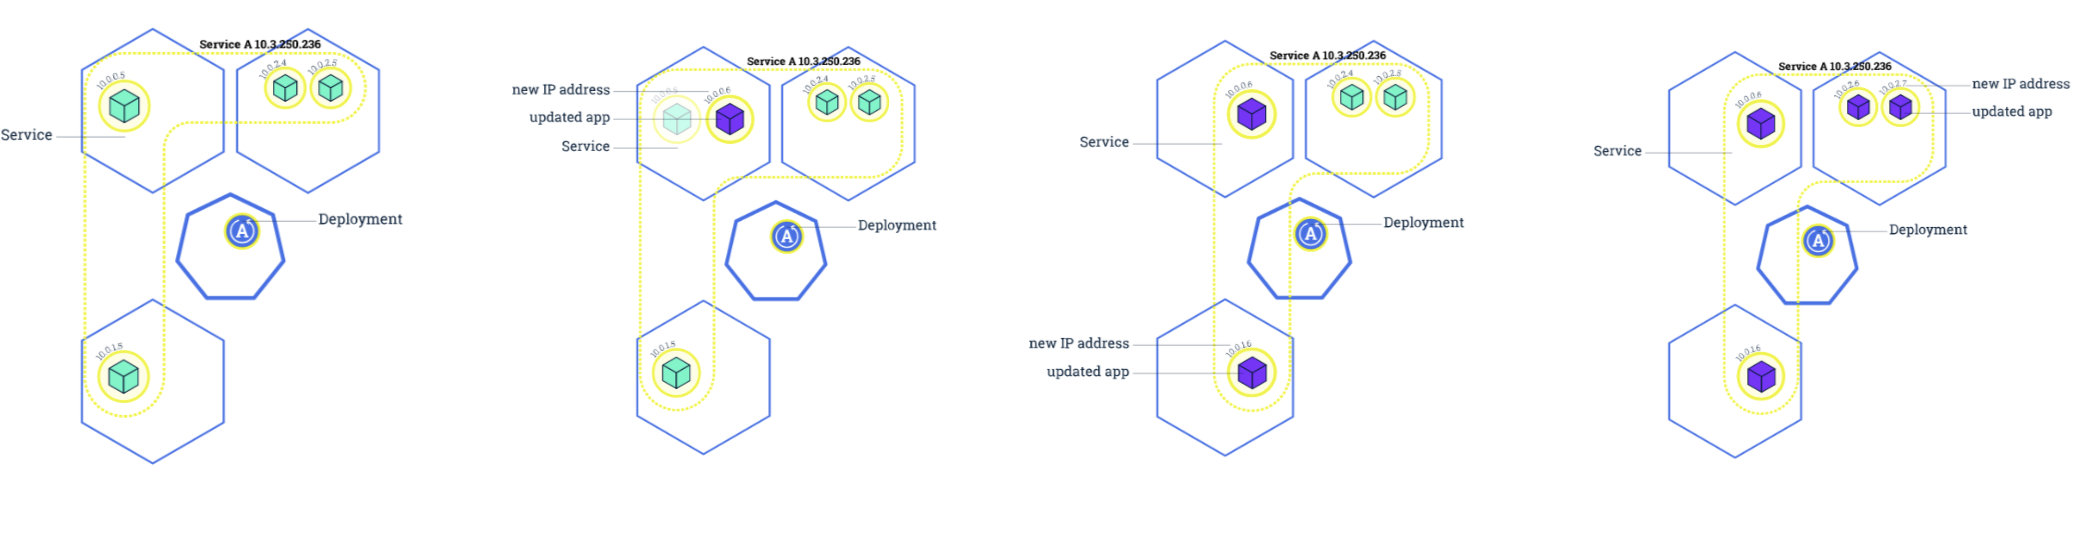 Service A 10.3.250.236
10.0.0.5
10.0.2.4
10.0.2.5
Service
A
Deployment
10.0.1.5
Service A 10.3.250.236
new IP address
10.0.0.5
10.0.0.6
10.0.2.4
10.0.2.5
updated app
Service
A
Deployment
10.0.1.5
Service A 10.3.250.236
10.0.0.6
10.0.2.4
10.0.2.5
Service
A
Deployment
new IP address
10.0.1.6
updated app
Service A 10.3.250.236
new IP address
10.0.0.6
10.0.2.6
10.0.2.7
updated app
Service
A
Deployment
10.0.1.6